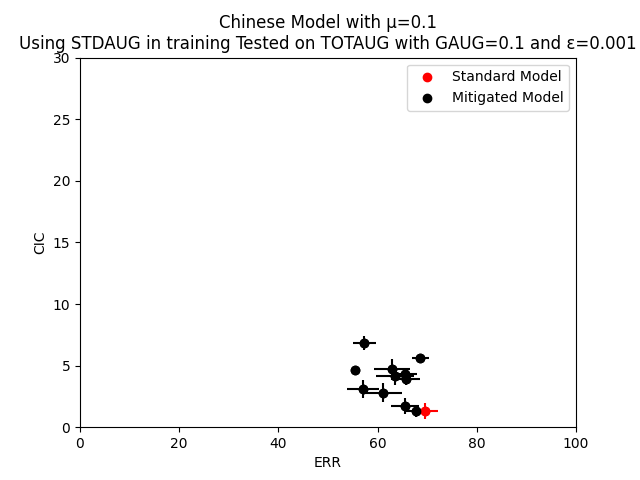 Chinese Model with μ=0.1
Using STDAUG in training Tested on TOTAUG with GAUG=0.1 and ε=0.001
Standard Model
Mitigated Model
30
25
20
15
10
5
0
CIC
0 20 40 60 80 100
ERR